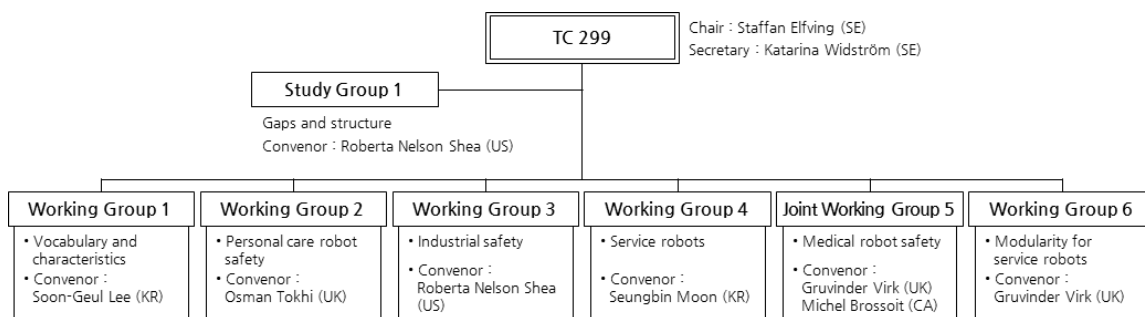 TC 299
Chair : Staffan Elfving (SE)
Secretary : Katarina Widström (SE)
Study Group 1
Gaps and structure
Convenor : Roberta Nelson Shea (US)
Working Group 1
• Vocabulary and
characteristics
• Convenor :
Soon-Geul Lee (KR)
Working Group 2
• Personal care robot
safety
• Convenor :
Osman Tokhi (UK)
Working Group 3
• Industrial safety
• Convenor :
Roberta Nelson Shea
(US)
Working Group 4
• Service robots
• Convenor :
Seungbin Moon (KR)
Joint Working Group 5
• Medical robot safety
• Convenor :
Gruvinder Virk (UK)
Michel Brossoit (CA)
Working Group 6
• Modularity for
service robots
• Convenor :
Gruvinder Virk (UK)